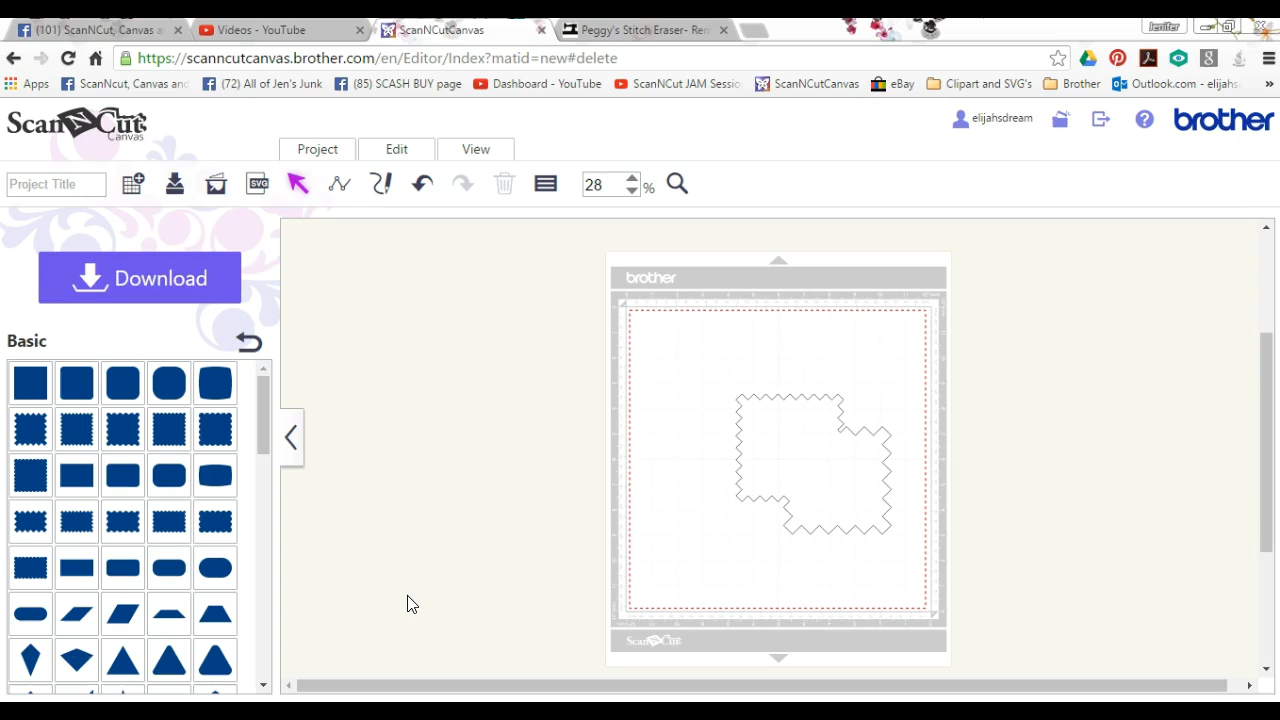 (101) ScanNCut, Canvas a
Videos - YouTube
ScanNCutCanvas
Peggy's Stitch Eraser- Rem
Jenifer
https://scanncutcanvas.brother.com/en/Editor/Index?matid=new#delete
Apps
ScanNcut, Canvas and
(72) All of Jen's Junk
(85) SCASH BUY page
Dashboard - YouTube
ScanNCut JAM Sessio
ScanNCutCanvas
eBay
Clipart and SVG's
Brother
Outlook.com - elijahs
ScanNCut
Canvas
elijahsdream
brother
Project
Edit
View
Project Title
SVG
28
%
Download
Basic
brother
ScanNCut